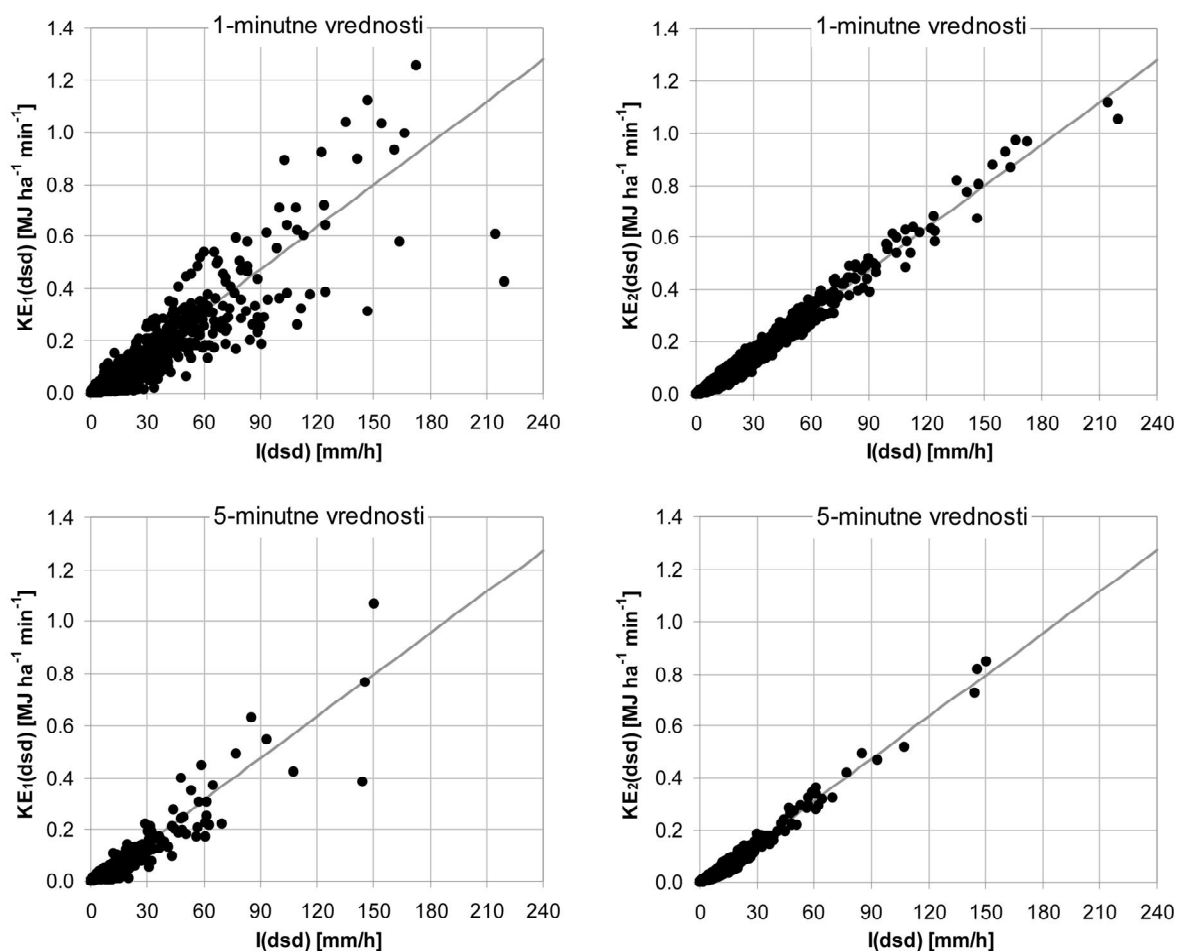 1-minutne vrednosti
KE₁(dsd) [MJ ha⁻¹ min⁻¹]
1.4
1.2
1.0
0.8
0.6
0.4
0.2
0.0
0 30 60 90 120 150 180 210 240
I(dsd) [mm/h]
1-minutne vrednosti
KE₂(dsd) [MJ ha⁻¹ min⁻¹]
1.4
1.2
1.0
0.8
0.6
0.4
0.2
0.0
0 30 60 90 120 150 180 210 240
I(dsd) [mm/h]
5-minutne vrednosti
KE₁(dsd) [MJ ha⁻¹ min⁻¹]
1.4
1.2
1.0
0.8
0.6
0.4
0.2
0.0
0 30 60 90 120 150 180 210 240
I(dsd) [mm/h]
5-minutne vrednosti
KE₂(dsd) [MJ ha⁻¹ min⁻¹]
1.4
1.2
1.0
0.8
0.6
0.4
0.2
0.0
0 30 60 90 120 150 180 210 240
I(dsd) [mm/h]